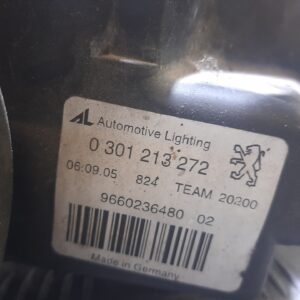 AL Automotive Lighting
0 301 213 272
06.09.05 824 TEAM 20200
9660236480 02
Made in Germany